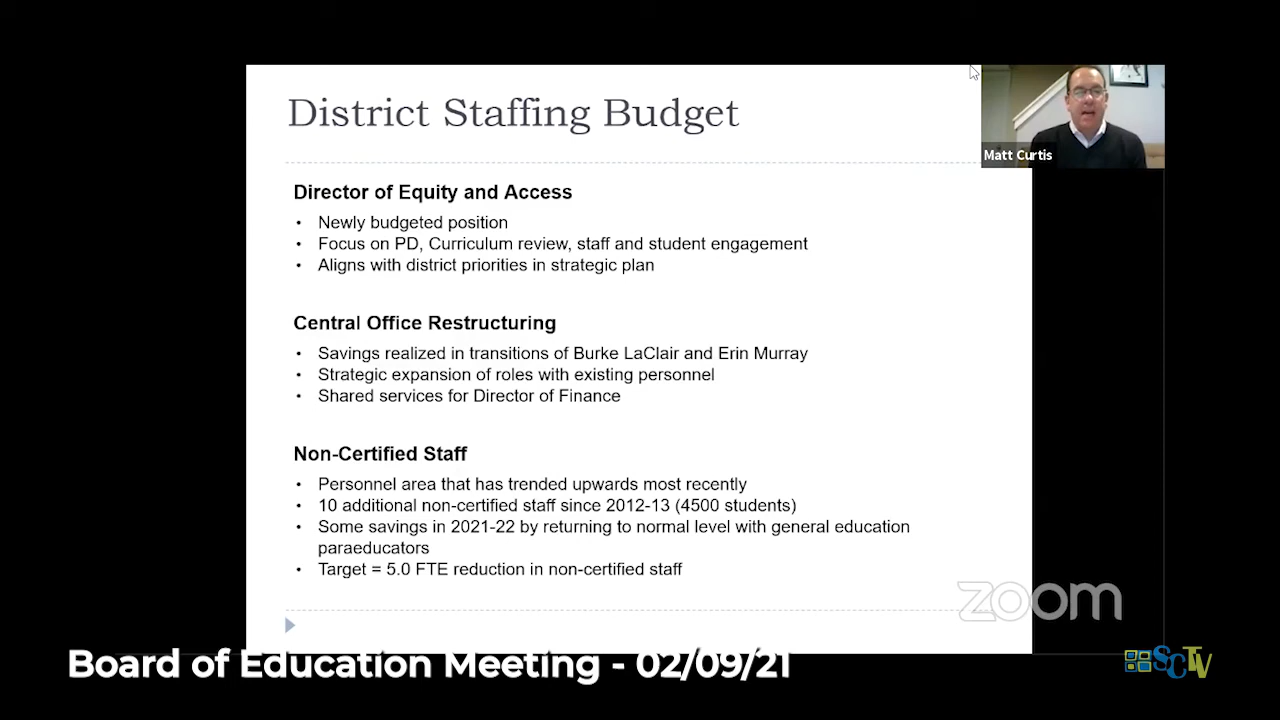 District Staffing Budget
Matt Curtis
Director of Equity and Access
• Newly budgeted position
• Focus on PD, Curriculum review, staff and student engagement
• Aligns with district priorities in strategic plan
Central Office Restructuring
• Savings realized in transitions of Burke LaClair and Erin Murray
• Strategic expansion of roles with existing personnel
• Shared services for Director of Finance
Non-Certified Staff
• Personnel area that has trended upwards most recently
• 10 additional non-certified staff since 2012-13 (4500 students)
• Some savings in 2021-22 by returning to normal level with general education
paraeducators
• Target = 5.0 FTE reduction in non-certified staff
zoom
Board of Education Meeting - 02/09/21
SCTV